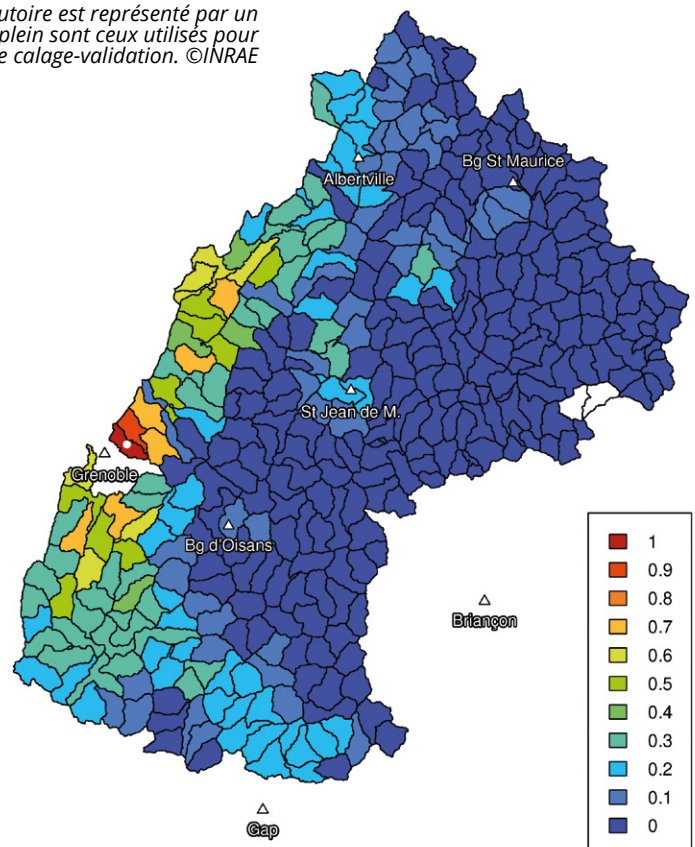 utoire est représenté par un
plein sont ceux utilisés pour
e calage-validation. ©INRAE
Bg St Maurice
Albertville
St Jean de M.
Grenoble
Bg d'Oisans
Briançon
Gap
1
0.9
0.8
0.7
0.6
0.5
0.4
0.3
0.2
0.1
0